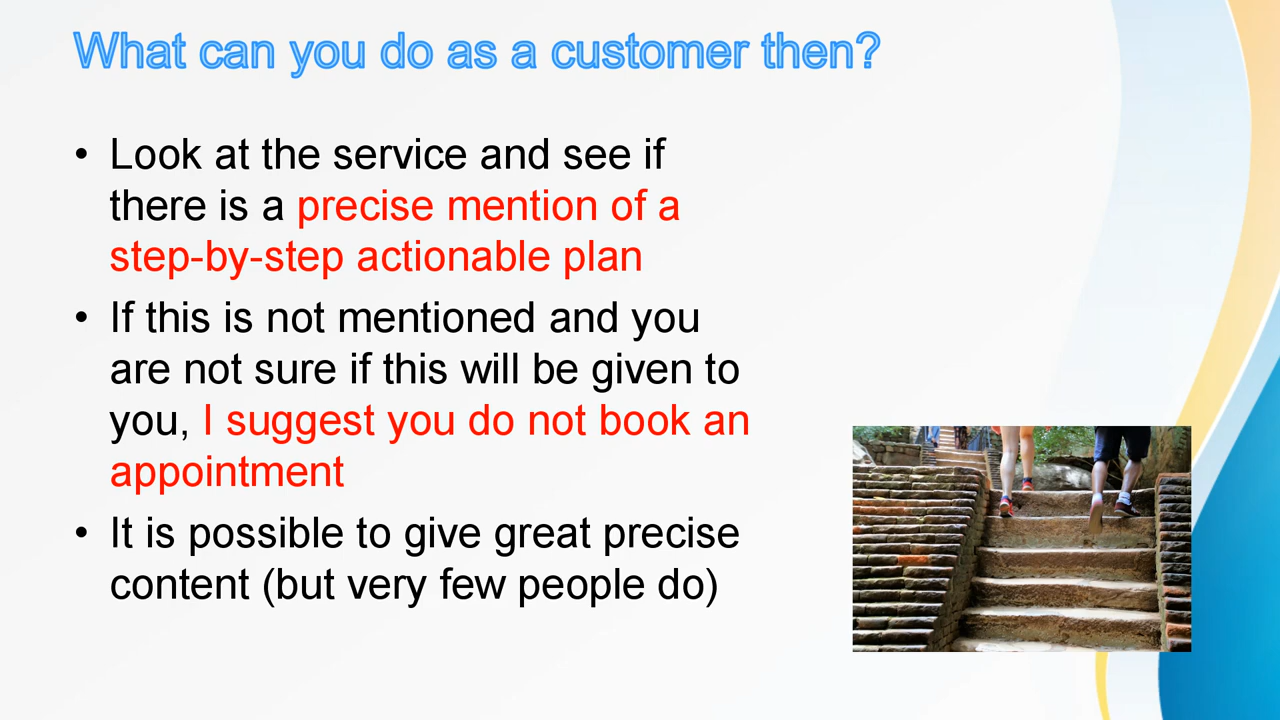 What can you do as a customer then?
• Look at the service and see if
there is a precise mention of a
step-by-step actionable plan
• If this is not mentioned and you
are not sure if this will be given to
you, I suggest you do not book an
appointment
• It is possible to give great precise
content (but very few people do)